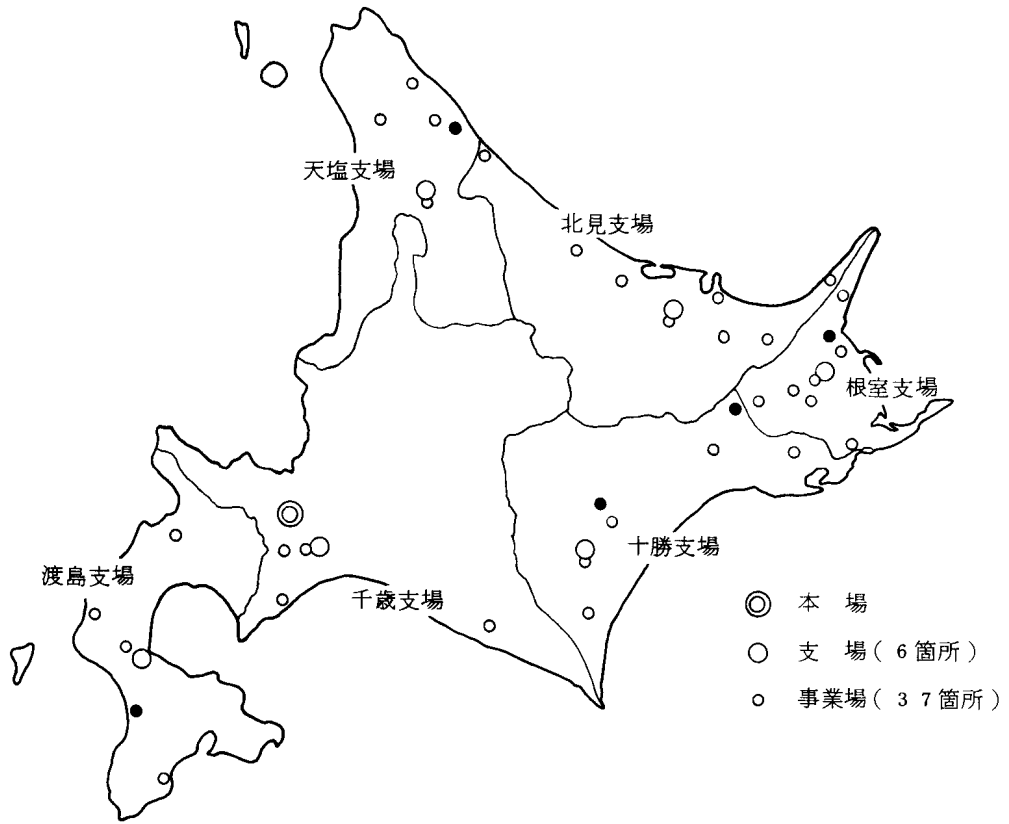 天塩支場
北見支場
根室支場
十勝支場
渡島支場
千歳支場
本 場
支 場( 6箇所)
事業場( 3 7箇所)